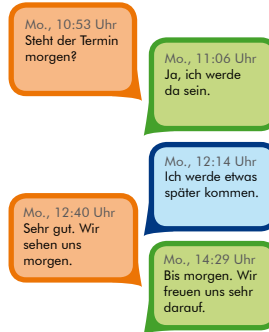 Mo., 10:53 Uhr
Steht der Termin
morgen?
Mo., 11:06 Uhr
Ja, ich werde
da sein.
Mo., 12:14 Uhr
Ich werde etwas
später kommen.
Mo., 12:40 Uhr
Sehr gut. Wir
sehen uns
morgen.
Mo., 14:29 Uhr
Bis morgen. Wir
freuen uns sehr
darauf.